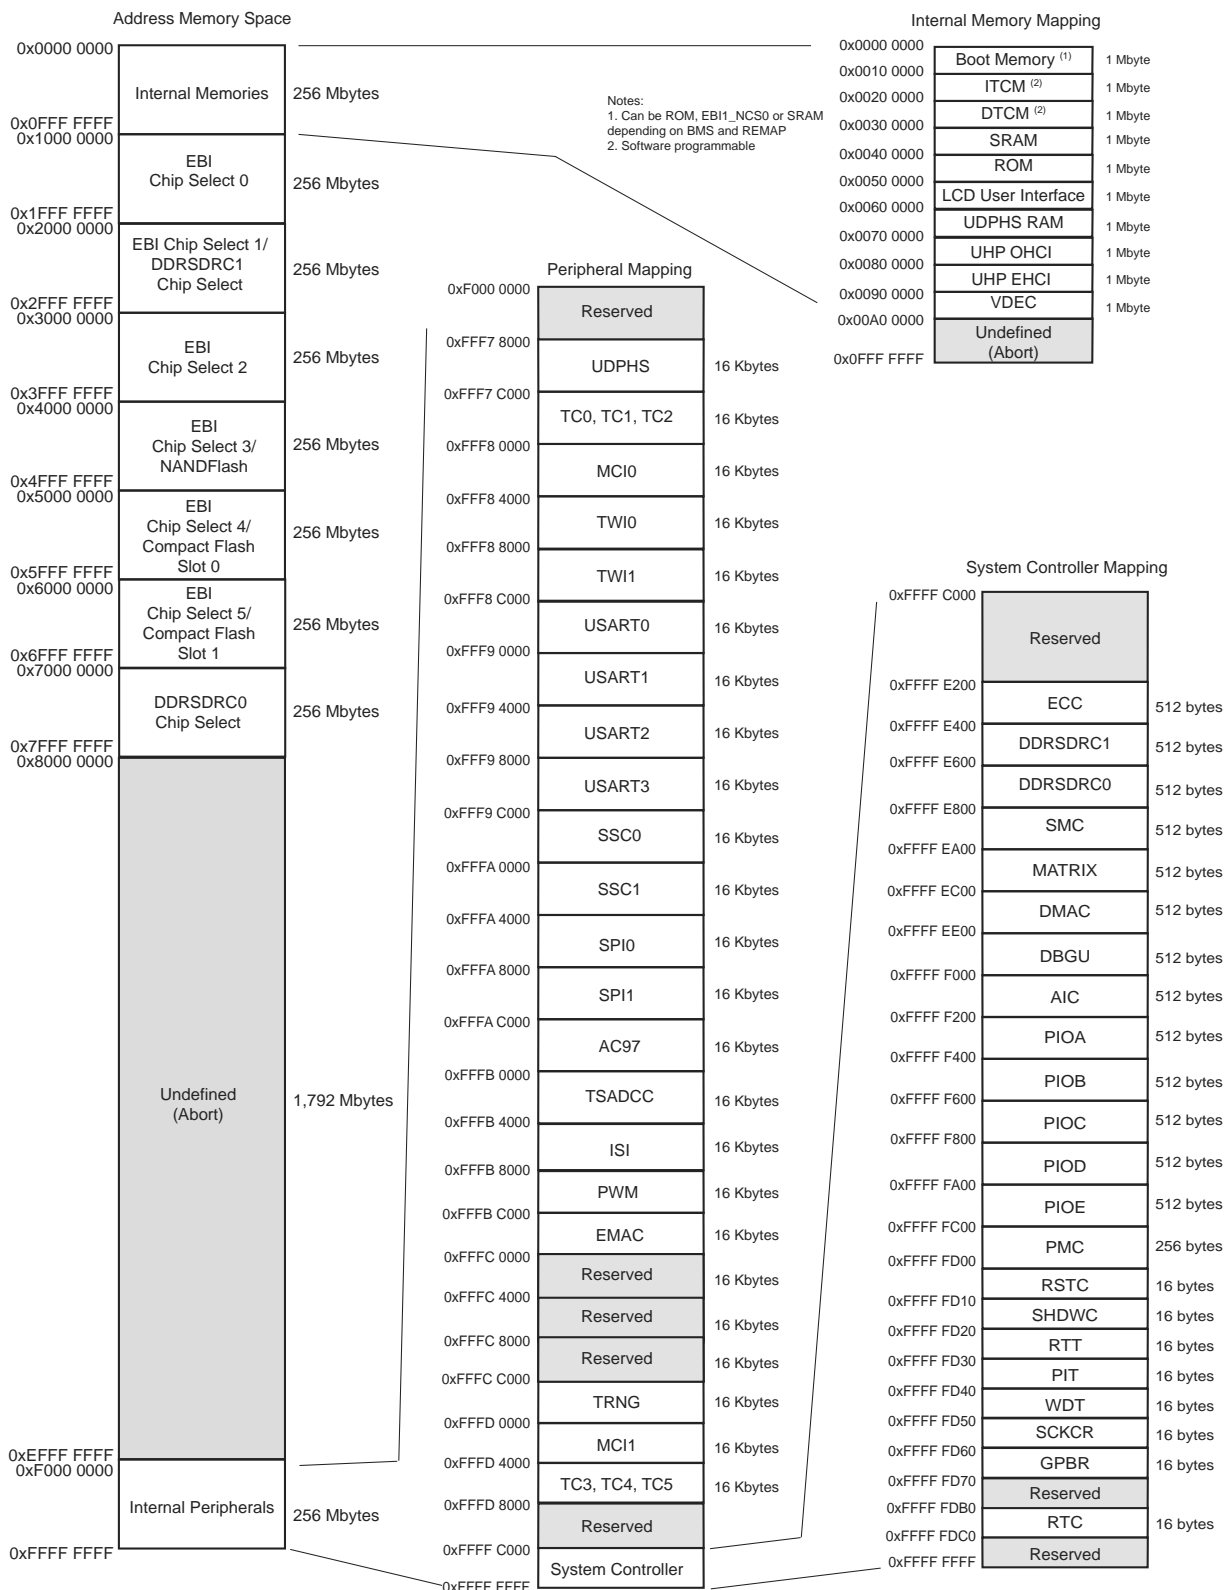 Address Memory Space
0x0000 0000
Internal Memories
256 Mbytes
0x0FFF FFFF
0x1000 0000
EBI
Chip Select 0
256 Mbytes
0x1FFF FFFF
0x2000 0000
EBI Chip Select 1/
DDRSDRC1
Chip Select
256 Mbytes
0x2FFF FFFF
0x3000 0000
EBI
Chip Select 2
256 Mbytes
0x3FFF FFFF
0x4000 0000
EBI
Chip Select 3/
NANDFlash
256 Mbytes
0x4FFF FFFF
0x5000 0000
EBI
Chip Select 4/
Compact Flash
Slot 0
256 Mbytes
0x5FFF FFFF
0x6000 0000
EBI
Chip Select 5/
Compact Flash
Slot 1
256 Mbytes
0x6FFF FFFF
0x7000 0000
DDRSDRC0
Chip Select
256 Mbytes
0x7FFF FFFF
0x8000 0000
Undefined
(Abort)
1,792 Mbytes
0xEFFF FFFF
0xF000 0000
Internal Peripherals
256 Mbytes
0xFFFF FFFF
Notes:
1. Can be ROM, EBI1_NCS0 or SRAM
depending on BMS and REMAP
2. Software programmable
Internal Memory Mapping
0x0000 0000
Boot Memory (1)
1 Mbyte
0x0010 0000
ITCM (2)
1 Mbyte
0x0020 0000
DTCM (2)
1 Mbyte
0x0030 0000
SRAM
1 Mbyte
0x0040 0000
ROM
1 Mbyte
0x0050 0000
LCD User Interface
1 Mbyte
0x0060 0000
UDPHS RAM
1 Mbyte
0x0070 0000
UHP OHCI
1 Mbyte
0x0080 0000
UHP EHCI
1 Mbyte
0x0090 0000
VDEC
1 Mbyte
0x00A0 0000
Undefined
(Abort)
0x0FFF FFFF
Peripheral Mapping
0xF000 0000
Reserved
0xFFF7 8000
UDPHS
16 Kbytes
0xFFF7 C000
TC0, TC1, TC2
16 Kbytes
0xFFF8 0000
MCI0
16 Kbytes
0xFFF8 4000
TWI0
16 Kbytes
0xFFF8 8000
TWI1
16 Kbytes
0xFFF8 C000
USART0
16 Kbytes
0xFFF9 0000
USART1
16 Kbytes
0xFFF9 4000
USART2
16 Kbytes
0xFFF9 8000
USART3
16 Kbytes
0xFFF9 C000
SSC0
16 Kbytes
0xFFFA 0000
SSC1
16 Kbytes
0xFFFA 4000
SPI0
16 Kbytes
0xFFFA 8000
SPI1
16 Kbytes
0xFFFA C000
AC97
16 Kbytes
0xFFFB 0000
TSADCC
16 Kbytes
0xFFFB 4000
ISI
16 Kbytes
0xFFFB 8000
PWM
16 Kbytes
0xFFFB C000
EMAC
16 Kbytes
0xFFFC 0000
Reserved
16 Kbytes
0xFFFC 4000
Reserved
16 Kbytes
0xFFFC 8000
Reserved
16 Kbytes
0xFFFC C000
TRNG
16 Kbytes
0xFFFD 0000
MCI1
16 Kbytes
0xFFFD 4000
TC3, TC4, TC5
16 Kbytes
0xFFFD 8000
Reserved
0xFFFF C000
System Controller
0xFFFF FFFF
System Controller Mapping
0xFFFF C000
Reserved
0xFFFF E200
ECC
512 bytes
0xFFFF E400
DDRSDRC1
512 bytes
0xFFFF E600
DDRSDRC0
512 bytes
0xFFFF E800
SMC
512 bytes
0xFFFF EA00
MATRIX
512 bytes
0xFFFF EC00
DMAC
512 bytes
0xFFFF EE00
DBGU
512 bytes
0xFFFF F000
AIC
512 bytes
0xFFFF F200
PIOA
512 bytes
0xFFFF F400
PIOB
512 bytes
0xFFFF F600
PIOC
512 bytes
0xFFFF F800
PIOD
512 bytes
0xFFFF FA00
PIOE
512 bytes
0xFFFF FC00
PMC
256 bytes
0xFFFF FD00
RSTC
16 bytes
0xFFFF FD10
SHDWC
16 bytes
0xFFFF FD20
RTT
16 bytes
0xFFFF FD30
PIT
16 bytes
0xFFFF FD40
WDT
16 bytes
0xFFFF FD50
SCKCR
16 bytes
0xFFFF FD60
GPBR
16 bytes
0xFFFF FD70
Reserved
0xFFFF FDB0
RTC
16 bytes
0xFFFF FDC0
Reserved
0xFFFF FFFF